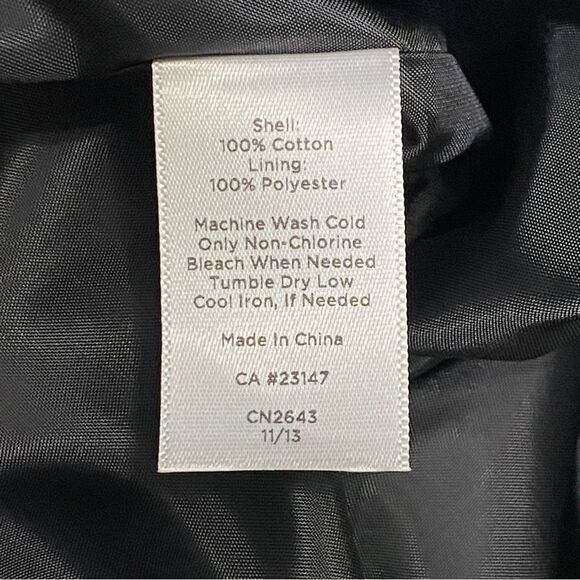 Shell:
100% Cotton
Lining:
100% Polyester
Machine Wash Cold
Only Non-Chlorine
Bleach When Needed
Tumble Dry Low
Cool Iron, If Needed
Made In China
CA #23147
CN2643
11/13